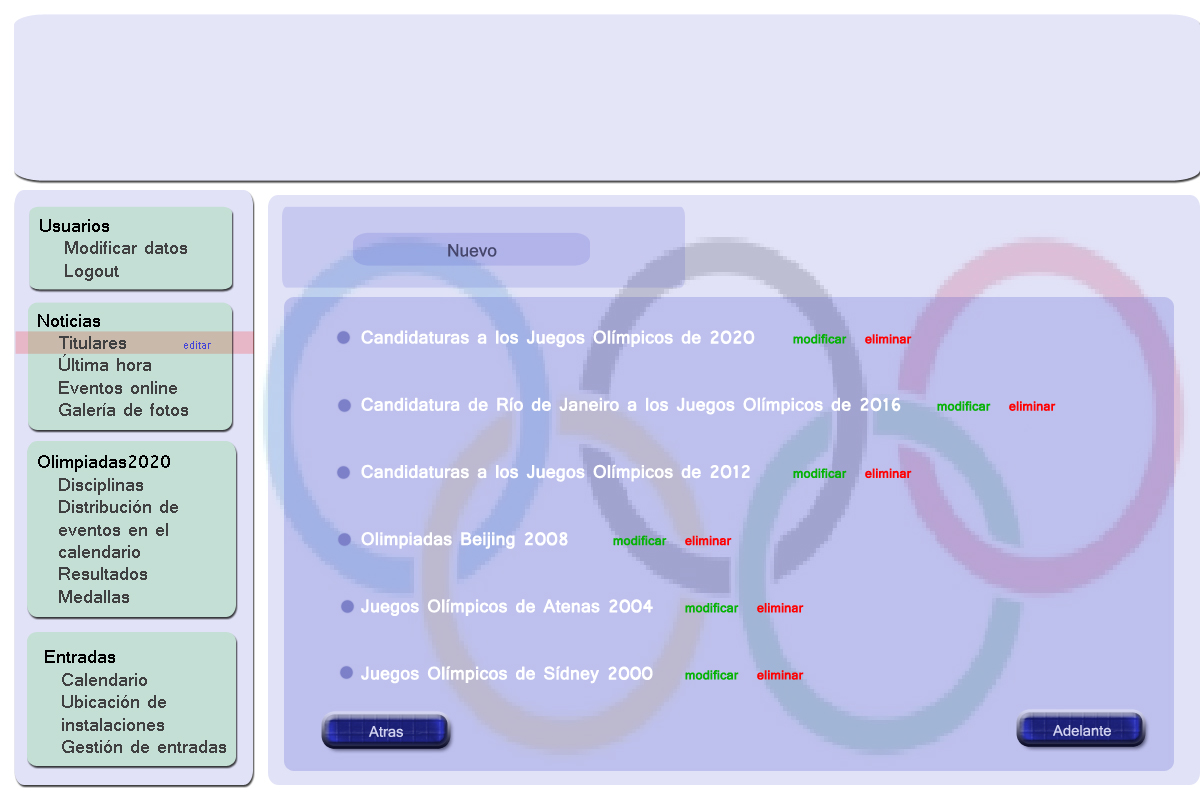 Usuarios
Modificar datos
Logout
Noticias
Titulares editar
Última hora
Eventos online
Galería de fotos
Olimpiadas2020
Disciplinas
Distribución de
eventos en el
calendario
Resultados
Medallas
Entradas
Calendario
Ubicación de
instalaciones
Gestión de entradas
Nuevo
Candidaturas a los Juegos Olímpicos de 2020 modificar eliminar
Candidatura de Río de Janeiro a los Juegos Olímpicos de 2016 modificar eliminar
Candidaturas a los Juegos Olímpicos de 2012 modificar eliminar
Olimpiadas Beijing 2008 modificar eliminar
Juegos Olímpicos de Atenas 2004 modificar eliminar
Juegos Olímpicos de Sídney 2000 modificar eliminar
Atras Adelante